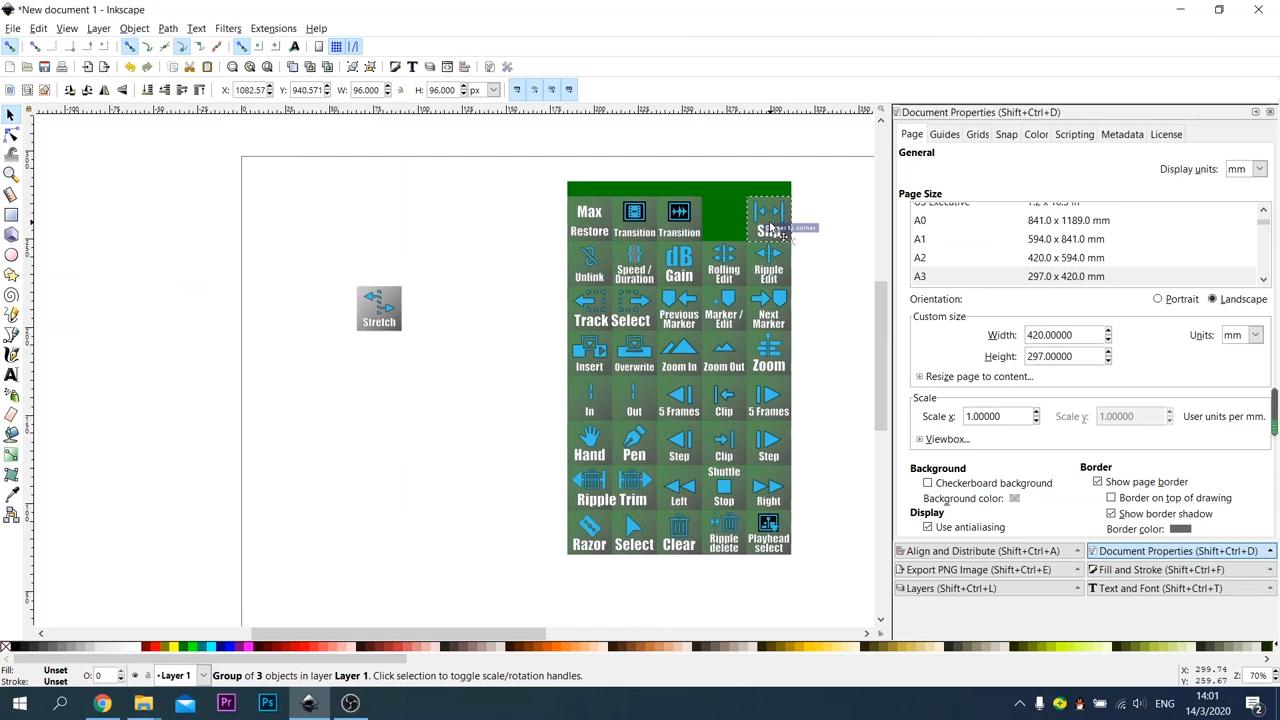 *New document 1 - Inkscape
File Edit View Layer Object Path Text Filters Extensions Help
X: 1082.57 Y: 940.571 W: 96.000 H: 96.000 px
Document Properties (Shift+Ctrl+D)
Page Guides Grids Snap Color Scripting Metadata License
General
Display units: mm
Page Size
US Executive 7.2 x 10.5 in
A0 841.0 x 1189.0 mm
A1 594.0 x 841.0 mm
A2 420.0 x 594.0 mm
A3 297.0 x 420.0 mm
Orientation: Portrait Landscape
Custom size
Width: 420.00000 Units: mm
Height: 297.00000
Resize page to content...
Scale
Scale x: 1.00000 Scale y: 1.00000 User units per mm.
Viewbox...
Background
Checkerboard background
Background color:
Display
Use antialiasing
Border
Show page border
Border on top of drawing
Show border shadow
Border color:
Align and Distribute (Shift+Ctrl+A) Document Properties (Shift+Ctrl+D)
Export PNG Image (Shift+Ctrl+E) Fill and Stroke (Shift+Ctrl+F)
Layers (Shift+Ctrl+L) Text and Font (Shift+Ctrl+T)
Stretch
Max
Restore Transition Transition
Unlink Speed / Duration dB Gain Rolling Edit Ripple Edit
Track Select Previous Marker Marker / Edit Next Marker
Insert Overwrite Zoom In Zoom Out Zoom
In Out 5 Frames Clip 5 Frames
Hand Pen Step Clip Step
Shuttle
Ripple Trim Left Stop Right
Razor Select Clear Ripple delete Playhead select
Fill: Unset
Stroke: Unset
O: 0 Layer 1 Group of 3 objects in layer Layer 1. Click selection to toggle scale/rotation handles.
X: 259.74
Y: 259.67
Z: 70%
Pr Ps
ENG
14:01
14/3/2020
2